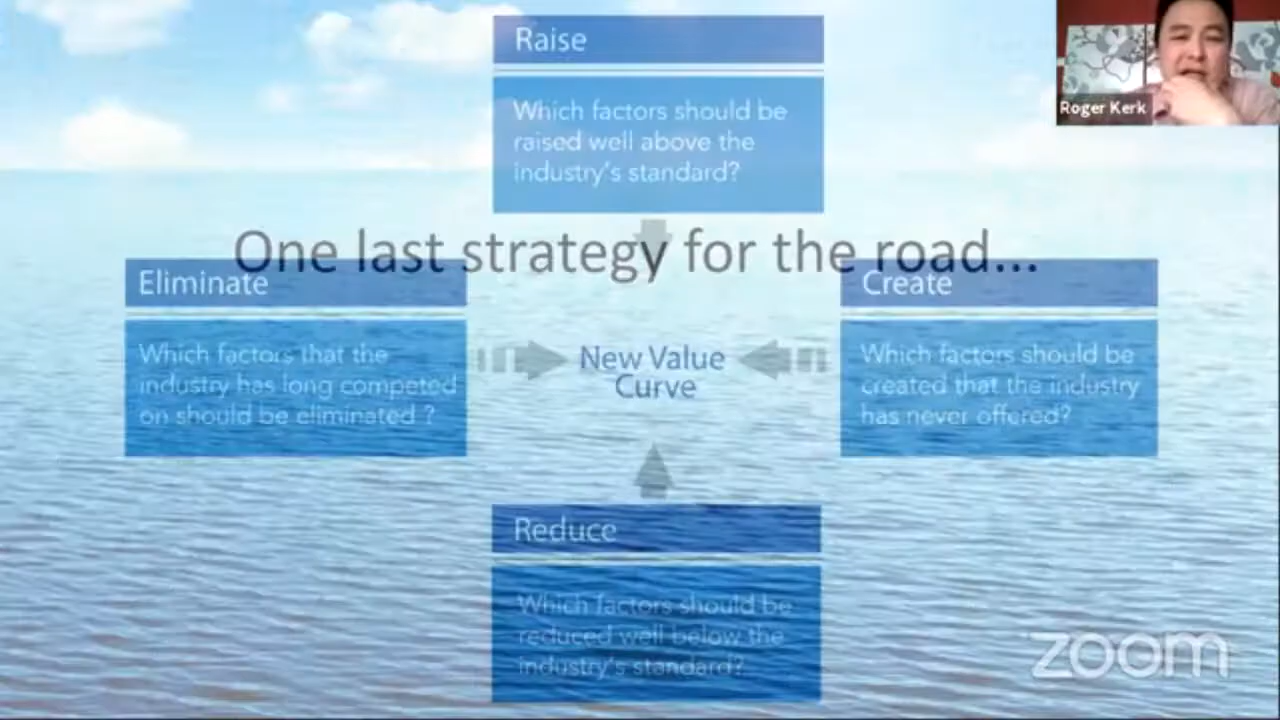 Raise
Which factors should be
raised well above the
industry's standard?
Roger Kerk
One last strategy for the road...
Eliminate
Which factors that the
industry has long competed
on should be eliminated ?
New Value
Curve
Create
Which factors should be
created that the industry
has never offered?
Reduce
Which factors should be
reduced well below the
industry's standard?
zoom